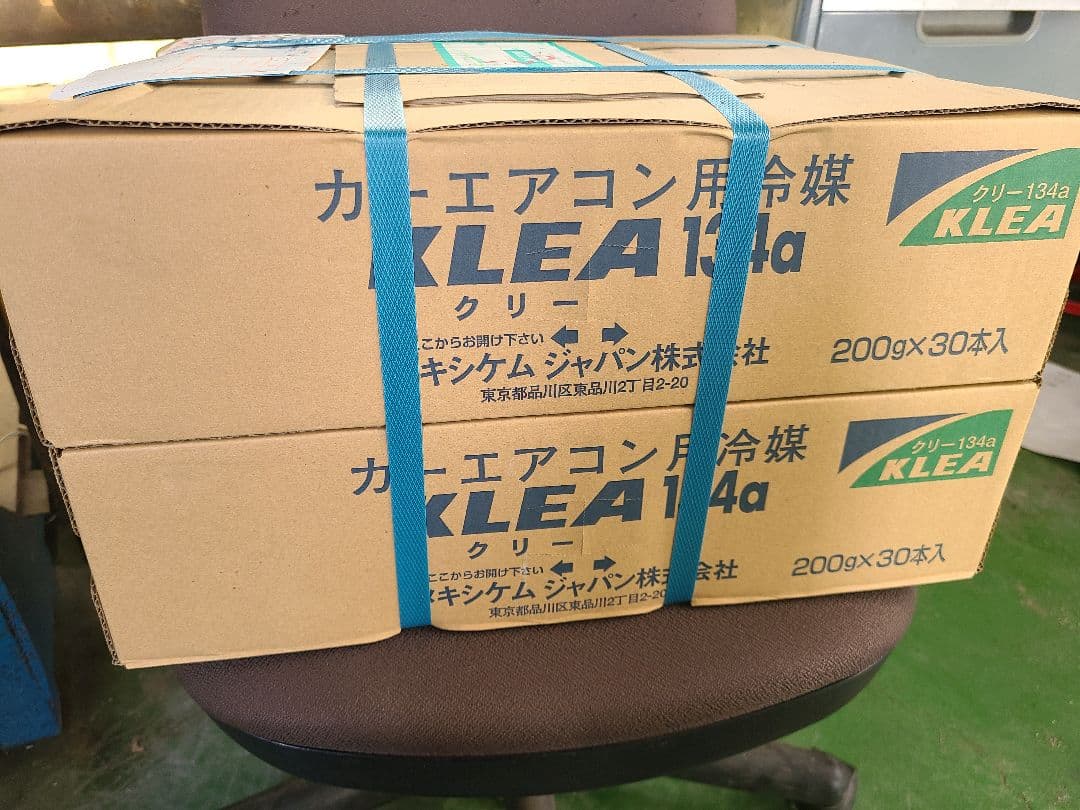 カーエアコン用冷媒
KLEA 134a
クリー
ここからお開け下さい
メキシケム ジャパン株式会社
東京都品川区東品川2丁目2-20
クリー134a
KLEA
200g×30本入
カーエアコン用冷媒
KLEA 134a
クリー
ここからお開け下さい
メキシケム ジャパン株式会社
東京都品川区東品川2丁目2-20
クリー134a
KLEA
200g×30本入